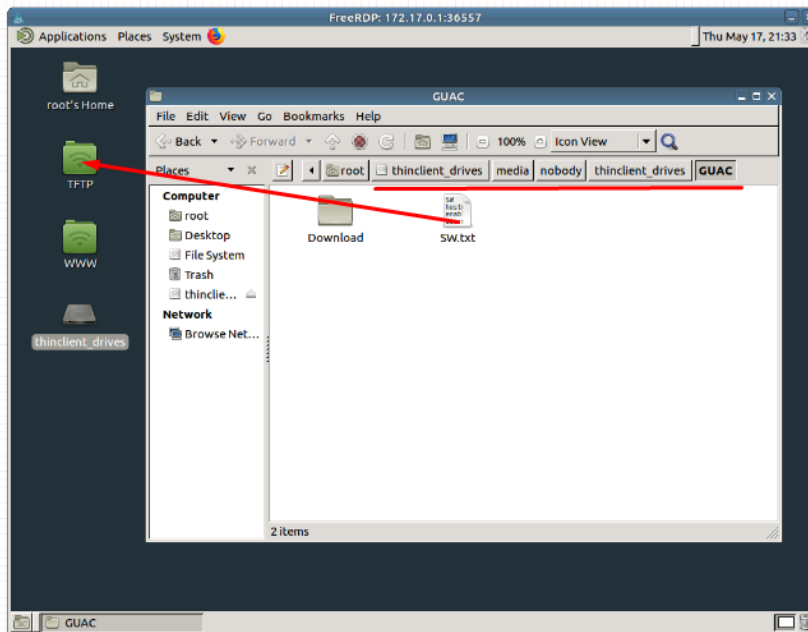 FreeRDP: 172.17.0.1:36557
Applications Places System Thu May 17, 21:33
root's Home
TFTP
WWW
thinclient_drives
GUAC
File Edit View Go Bookmarks Help
Back Forward 100% Icon View
Places root thinclient_drives media nobody thinclient_drives GUAC
Computer
root
Desktop
File System
Trash
thinclie...
Network
Browse Net...
Download
SW.txt
2 items
GUAC